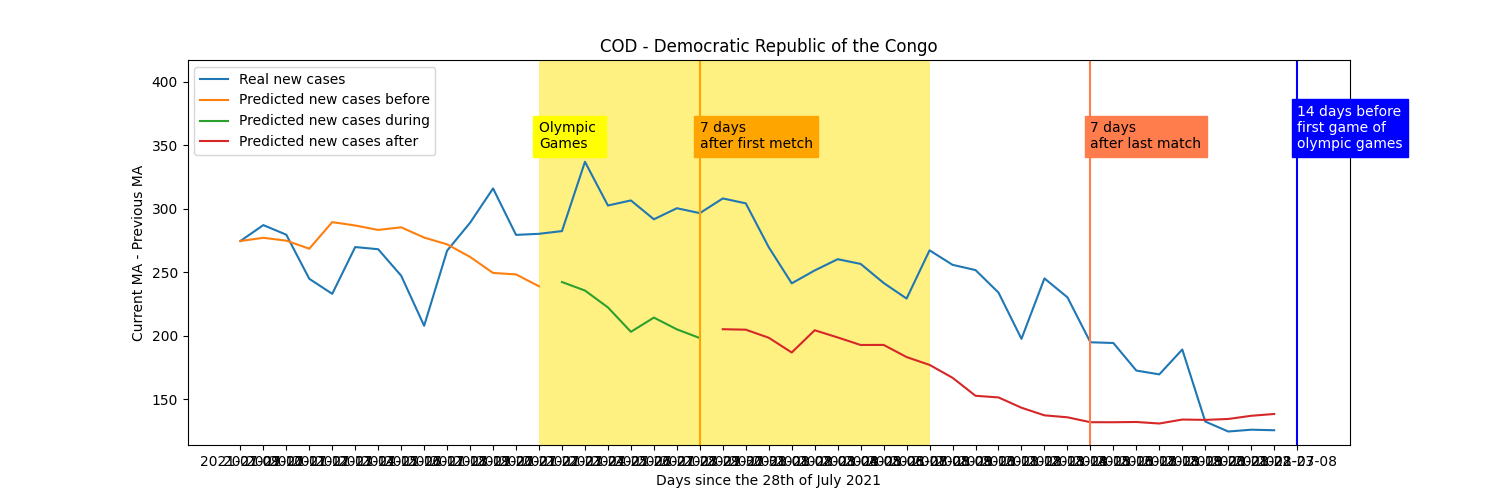 COD - Democratic Republic of the Congo
Real new cases
Predicted new cases before
Predicted new cases during
Predicted new cases after
Olympic
Games
7 days
after first metch
7 days
after last match
14 days before
first game of
olympic games
Current MA - Previous MA
400
350
300
250
200
150
Days since the 28th of July 2021